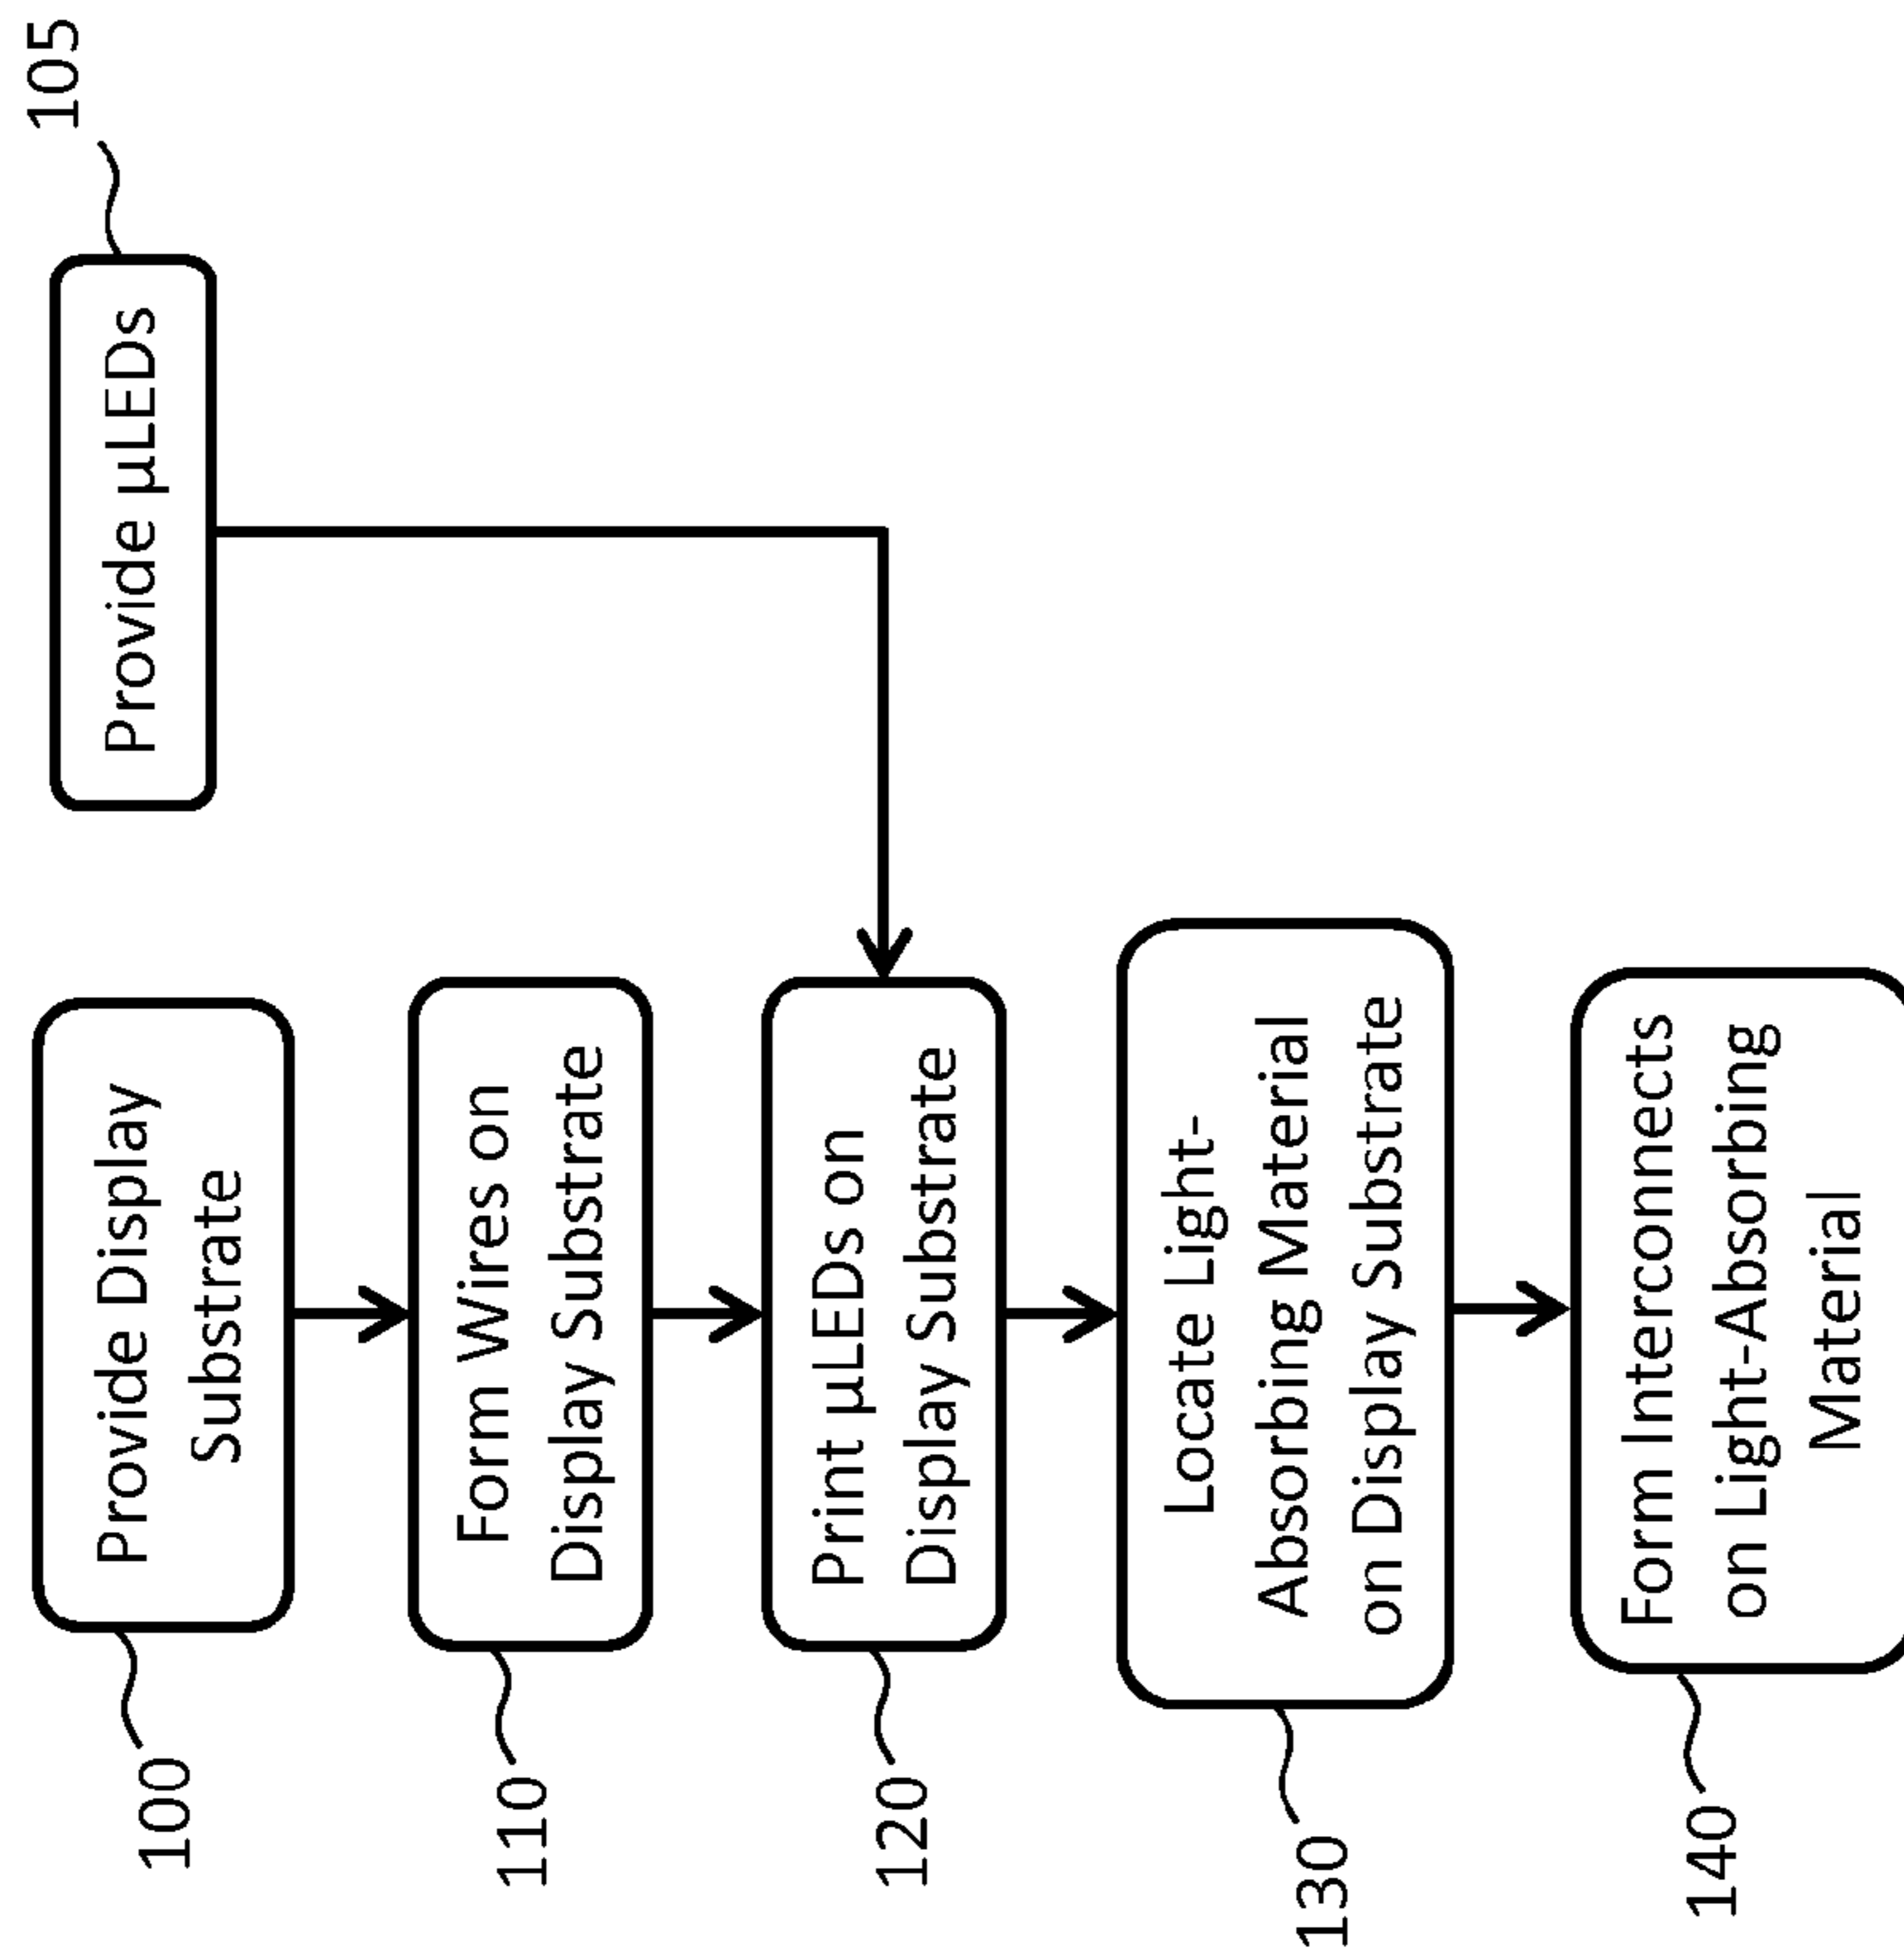 100
Provide Display
Substrate
Provide µLEDs
105
110
Form Wires on
Display Substrate
120
Print µLEDs on
Display Substrate
130
Locate Light-
Absorbing Material
on Display Substrate
140
Form Interconnects
on Light-Absorbing
Material